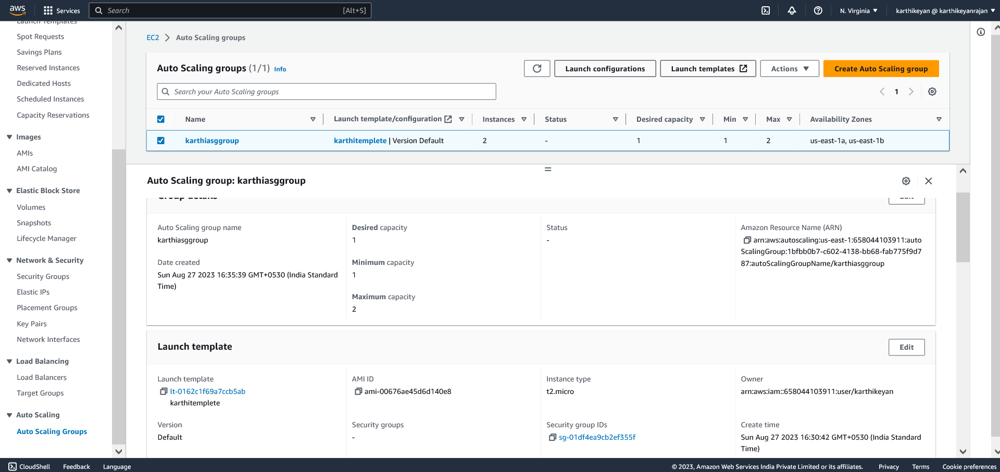 aws
Services
Search
[Alt+S]
N. Virginia
karthikeyan @ karthikeyanrajan
Launch Templates
Spot Requests
Savings Plans
Reserved Instances
Dedicated Hosts
Scheduled Instances
Capacity Reservations
Images
AMIs
AMI Catalog
Elastic Block Store
Volumes
Snapshots
Lifecycle Manager
Network & Security
Security Groups
Elastic IPs
Placement Groups
Key Pairs
Network Interfaces
Load Balancing
Load Balancers
Target Groups
Auto Scaling
Auto Scaling Groups
EC2 Auto Scaling groups
Auto Scaling groups (1/1) Info
Launch configurations
Launch templates
Actions
Create Auto Scaling group
Search your Auto Scaling groups
1
Name Launch template/configuration Instances Status Desired capacity Min Max Availability Zones
karthiasggroup karthitemplete | Version Default 2 - 1 1 2 us-east-1a, us-east-1b
Auto Scaling group: karthiasggroup
Group details
Edit
Auto Scaling group name
karthiasggroup
Date created
Sun Aug 27 2023 16:35:39 GMT+0530 (India Standard
Time)
Desired capacity
1
Minimum capacity
1
Maximum capacity
2
Status
-
Amazon Resource Name (ARN)
arn:aws:autoscaling:us-east-1:658044103911:auto
ScalingGroup:1bfbb0b7-c602-4138-bb68-fab775f9d7
87:autoScalingGroupName/karthiasggroup
Launch template
Edit
Launch template
lt-0162c1f69a7ccb5ab
karthitemplete
AMI ID
ami-00676ae45d6d140e8
Instance type
t2.micro
Owner
arn:aws:iam::658044103911:user/karthikeyan
Version
Default
Security groups
-
Security group IDs
sg-01df4ea9cb2ef355f
Create time
Sun Aug 27 2023 16:30:42 GMT+0530 (India Standard
Time)
CloudShell
Feedback
Language
© 2023, Amazon Web Services India Private Limited or its affiliates.
Privacy
Terms
Cookie preferences